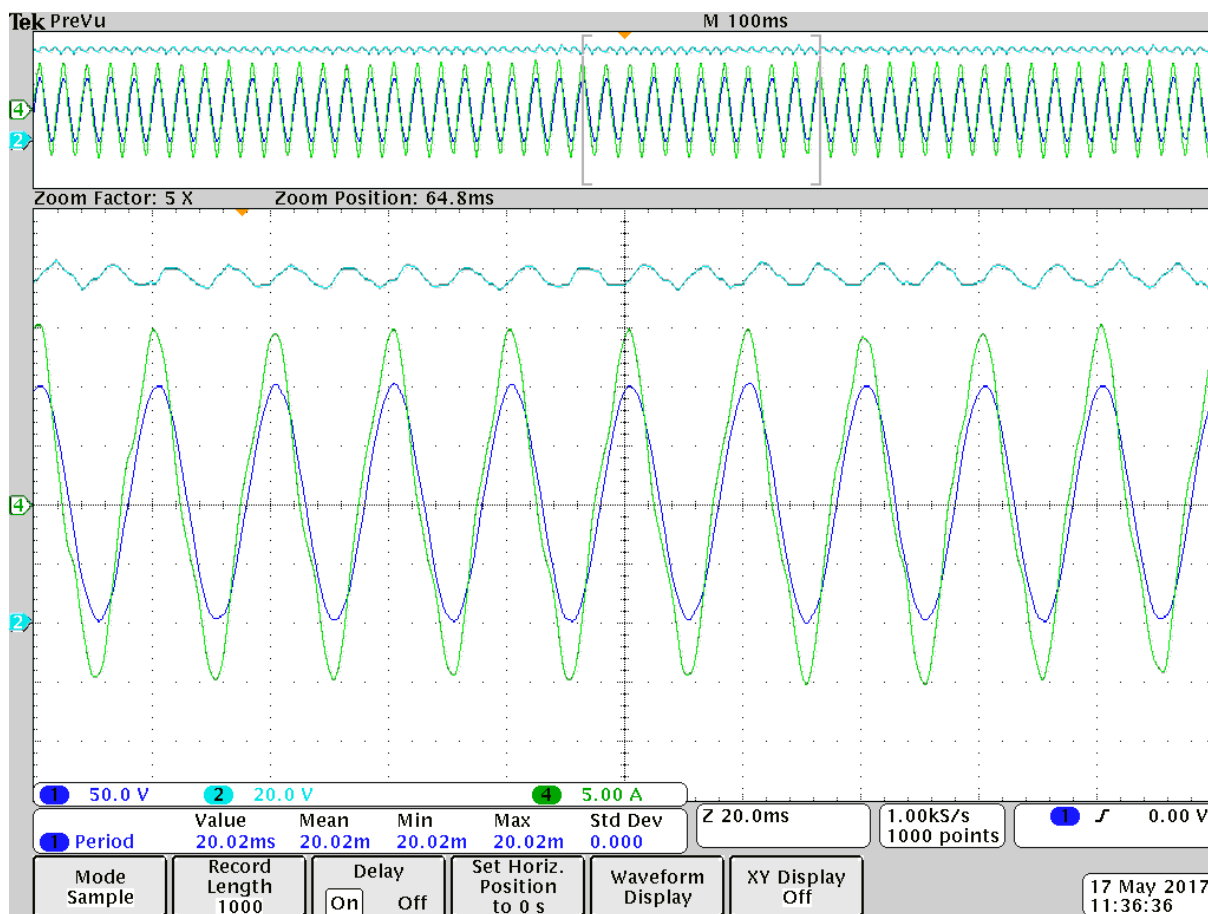 Tek PreVu M 100ms
4
2
Zoom Factor: 5 X Zoom Position: 64.8ms
4
2
1 50.0 V 2 20.0 V 4 5.00 A
Value Mean Min Max Std Dev
1 Period 20.02ms 20.02m 20.02m 20.02m 0.000
Z 20.0ms
1.00kS/s
1000 points
1 0.00 V
Mode
Sample
Record
Length
1000
Delay
On Off
Set Horiz.
Position
to 0 s
Waveform
Display
XY Display
Off
17 May 2017
11:36:36